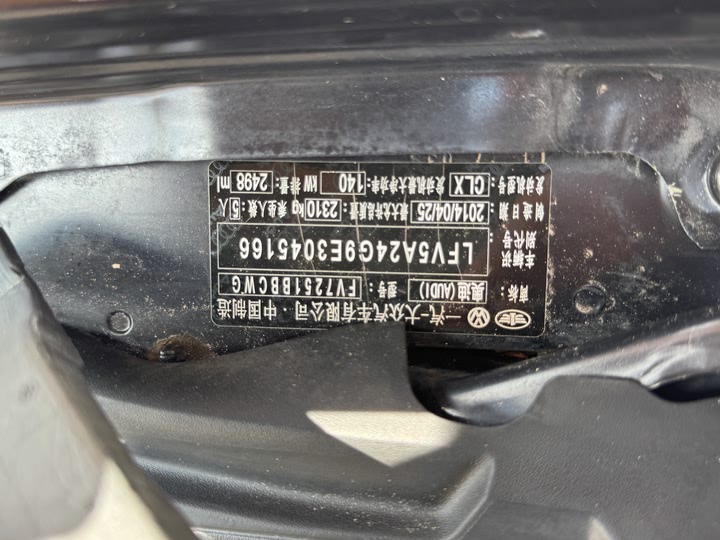 一汽-大众汽车有限公司·中国制造
商标: 奥迪(AUDI) 型号: FV7251BBCWG
车辆识别代号: LFV5A24G9E3045166
制造日期: 2014/04/25 最大允许总质量: 2310 kg 乘坐人数: 5 人
发动机型号: CLX 发动机最大净功率: 140 kW 排量: 2498 ml